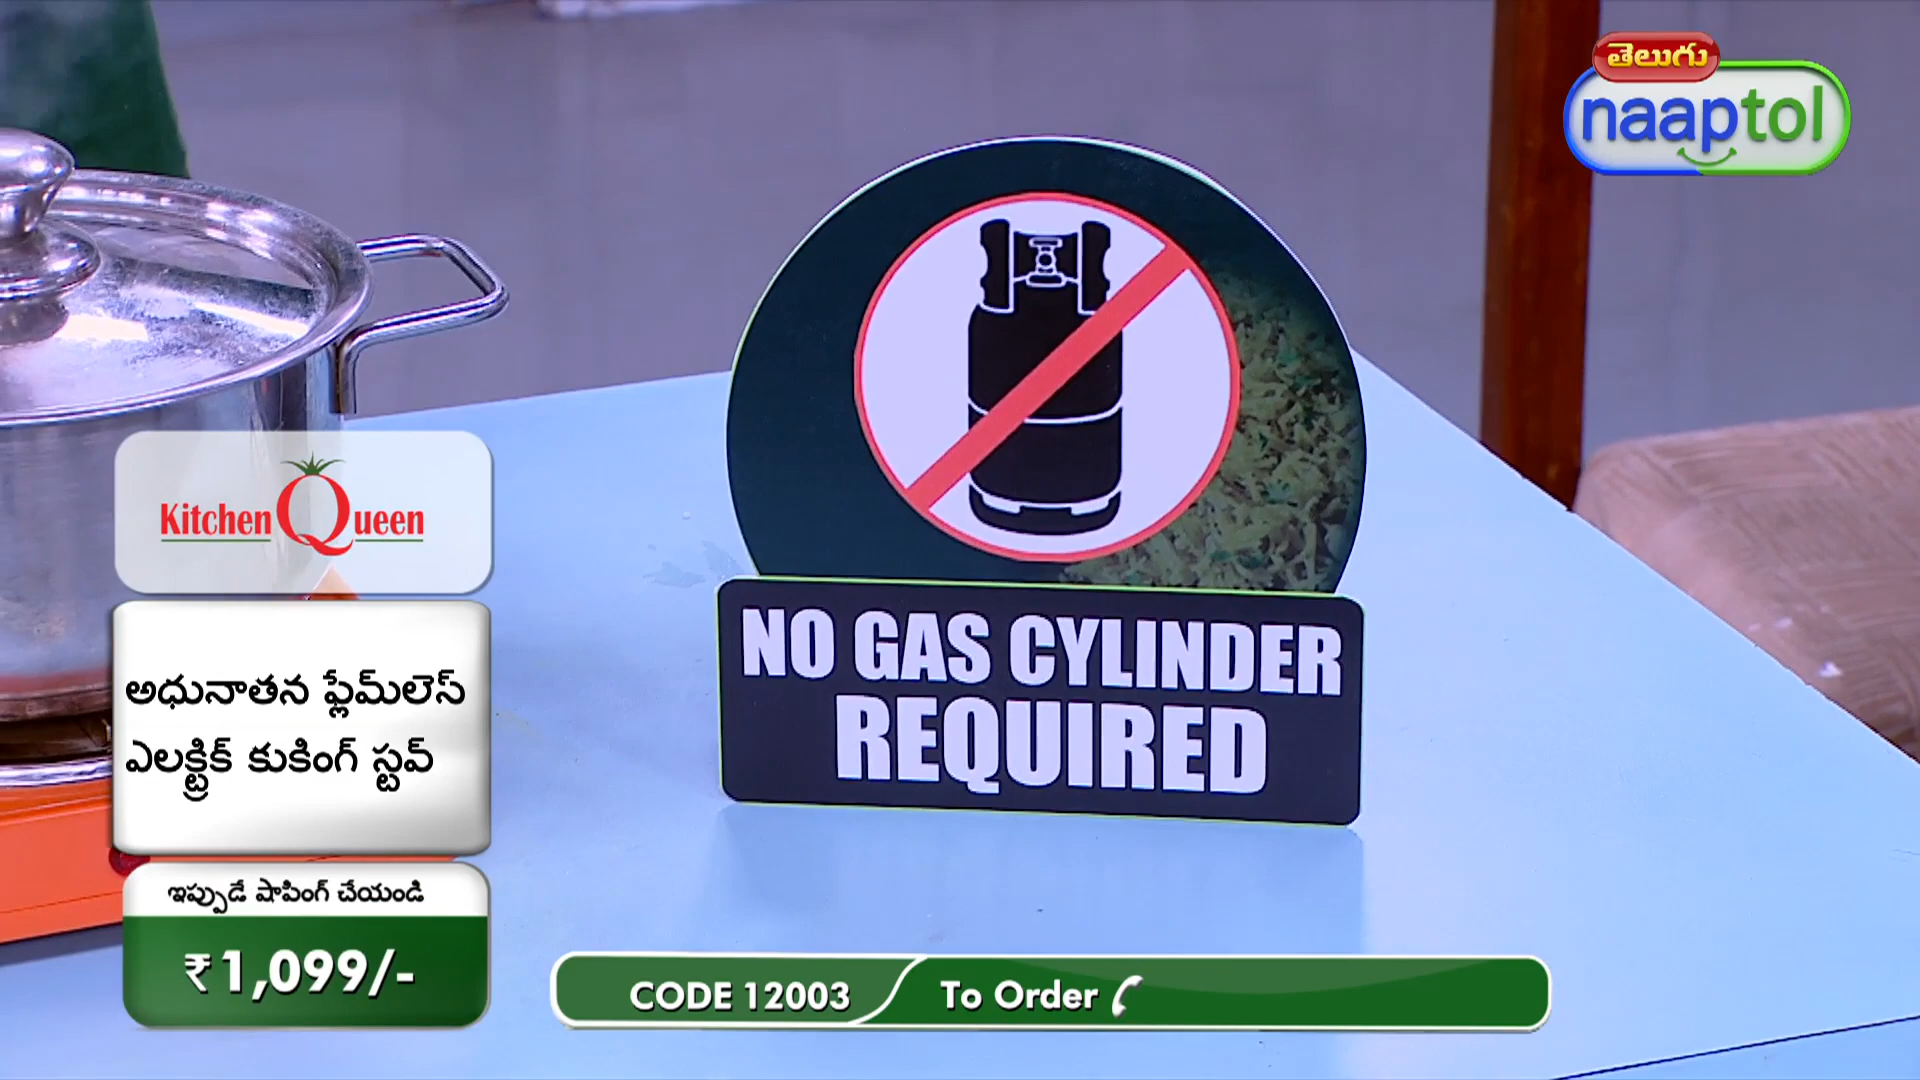 తెలుగు
naaptol
NO GAS CYLINDER
REQUIRED
Kitchen Queen
అధునాతన ఫ్లేమ్‌లెస్
ఎలక్ట్రిక్ కుకింగ్ స్టవ్
ఇప్పుడే షాపింగ్ చేయండి
₹1,099/-
CODE 12003 To Order